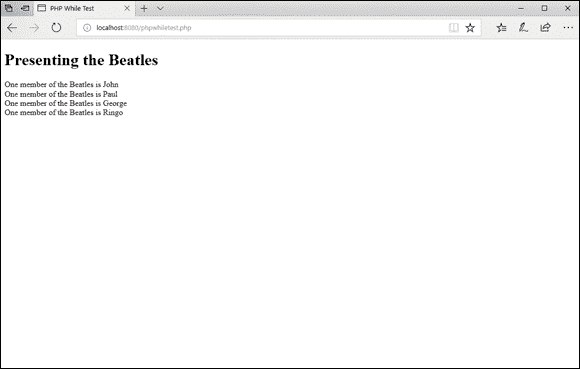 PHP While Test
localhost:8080/phpwhiletest.php
Presenting the Beatles
One member of the Beatles is John
One member of the Beatles is Paul
One member of the Beatles is George
One member of the Beatles is Ringo